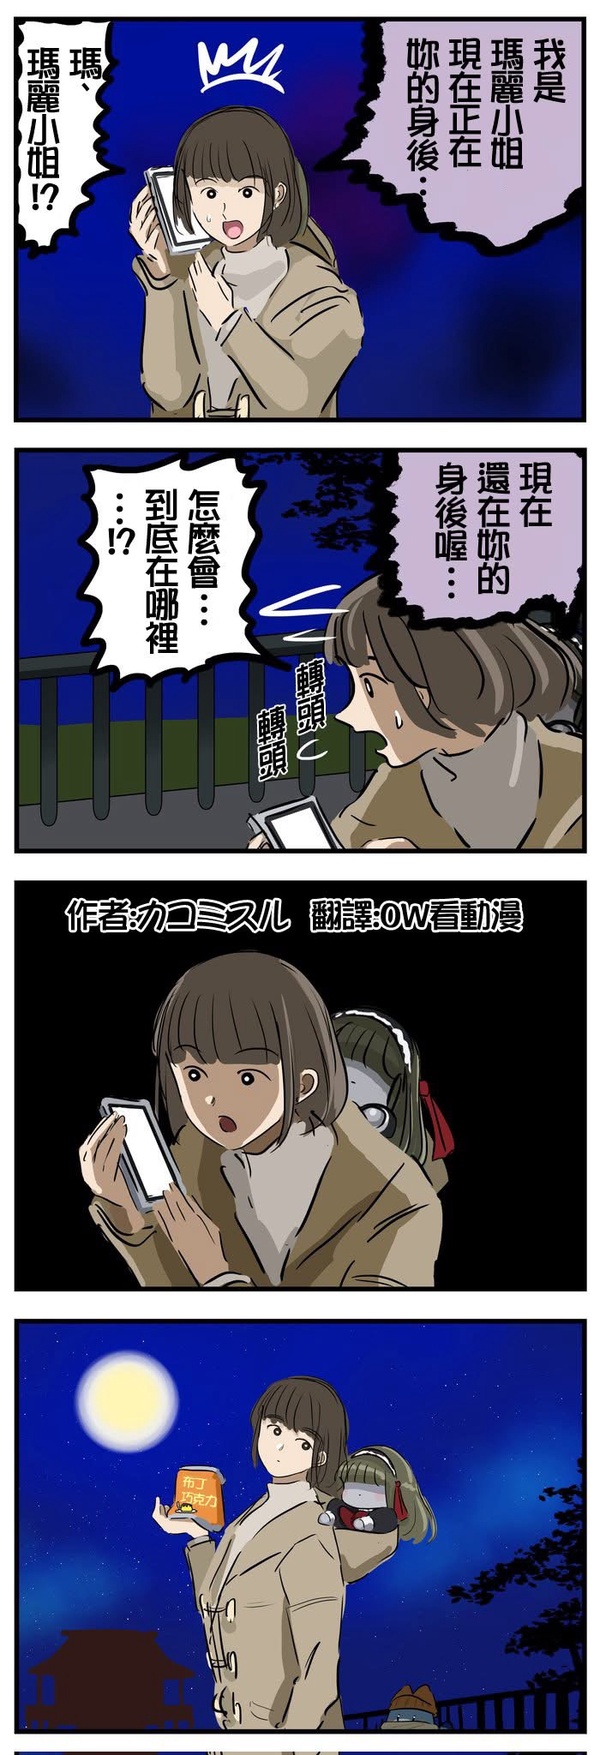 我是
瑪麗小姐
現在正在
妳的身後…
瑪、
瑪麗小姐!?
現在
還在妳的
身後喔…
怎麼會…
到底在哪裡
…!?
轉頭
轉頭
作者:カコミスル 翻譯:OW看動漫
布丁
巧克力